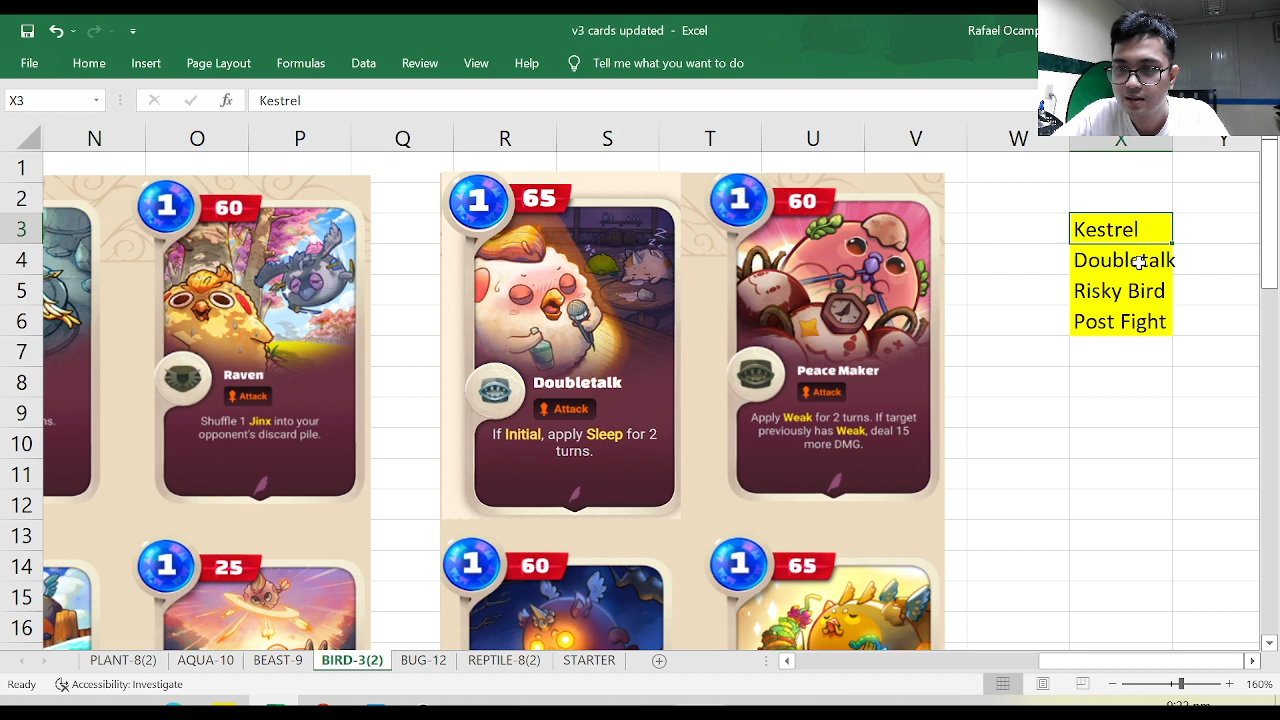 v3 cards updated - Excel
Rafael Ocam
File Home Insert Page Layout Formulas Data Review View Help Tell me what you want to do
X3
fx Kestrel
N O P Q R S T U V W X Y
1
2
3
4
5
6
7
8
9
10
11
12
13
14
15
16
ns.
1 60
Raven
Attack
Shuffle 1 Jinx into your
opponent's discard pile.
1 65
Doubletalk
Attack
If Initial, apply Sleep for 2
turns.
1 60
Peace Maker
Attack
Apply Weak for 2 turns. If target
previously has Weak, deal 15
more DMG.
1 25
1 60
1 65
Kestrel
Doubletalk
Risky Bird
Post Fight
PLANT-8(2) AQUA-10 BEAST-9 BIRD-3(2) BUG-12 REPTILE-8(2) STARTER
Ready Accessibility: Investigate 160%